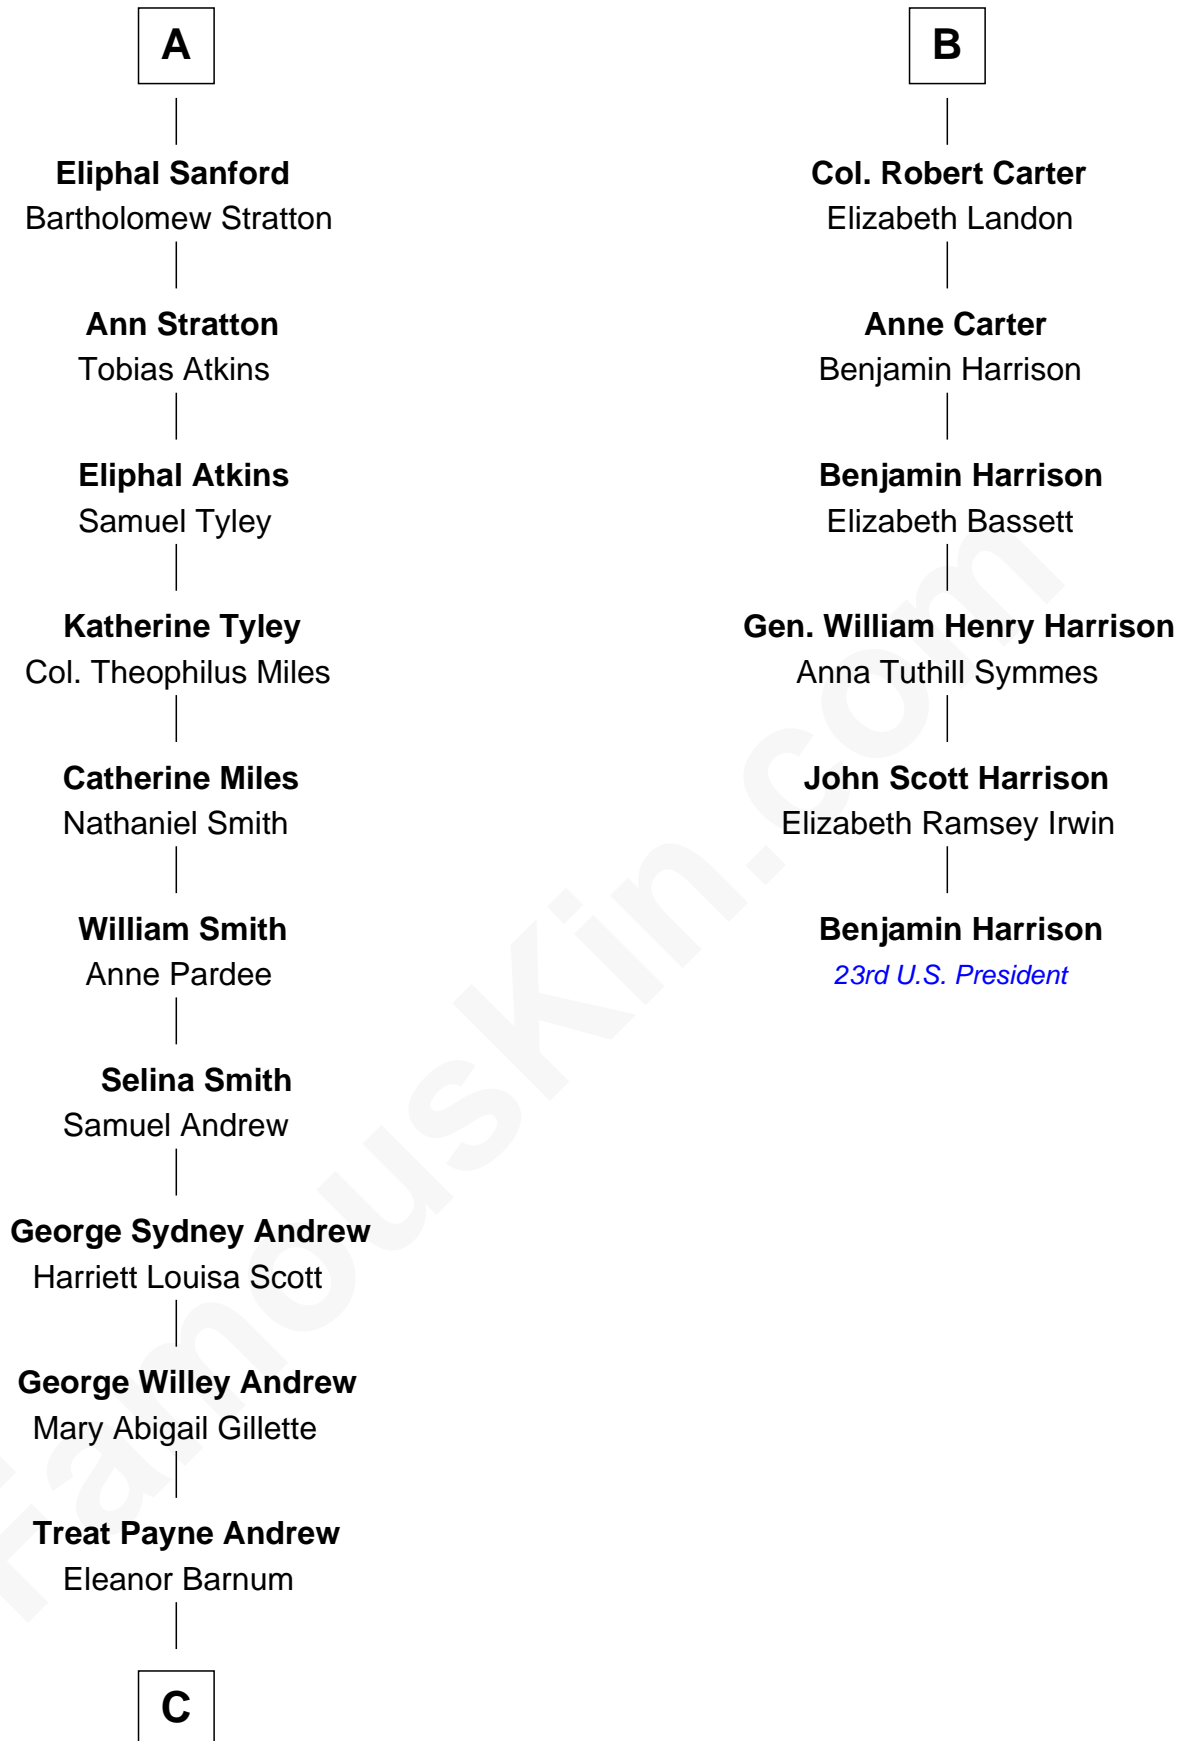 A
Eliphal Sanford
Bartholomew Stratton
Ann Stratton
Tobias Atkins
Eliphal Atkins
Samuel Tyley
Katherine Tyley
Col. Theophilus Miles
Catherine Miles
Nathaniel Smith
William Smith
Anne Pardee
Selina Smith
Samuel Andrew
George Sydney Andrew
Harriett Louisa Scott
George Willey Andrew
Mary Abigail Gillette
Treat Payne Andrew
Eleanor Barnum
C
B
Col. Robert Carter
Elizabeth Landon
Anne Carter
Benjamin Harrison
Benjamin Harrison
Elizabeth Bassett
Gen. William Henry Harrison
Anna Tuthill Symmes
John Scott Harrison
Elizabeth Ramsey Irwin
Benjamin Harrison
23rd U.S. President
FamousKin.com